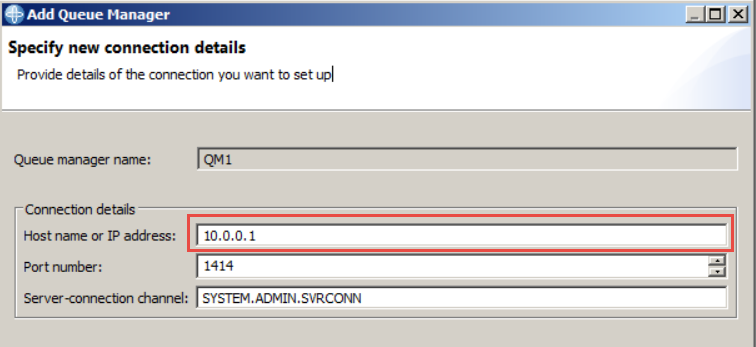 Add Queue Manager
Specify new connection details
Provide details of the connection you want to set up
Queue manager name: QM1
Connection details
Host name or IP address: 10.0.0.1
Port number: 1414
Server-connection channel: SYSTEM.ADMIN.SVRCONN